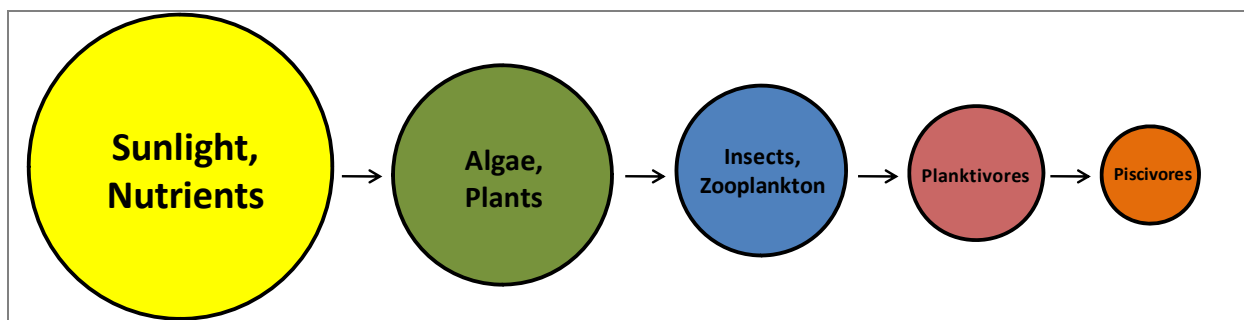 Sunlight,
Nutrients
Algae,
Plants
Insects,
Zooplankton
Planktivores
Piscivores